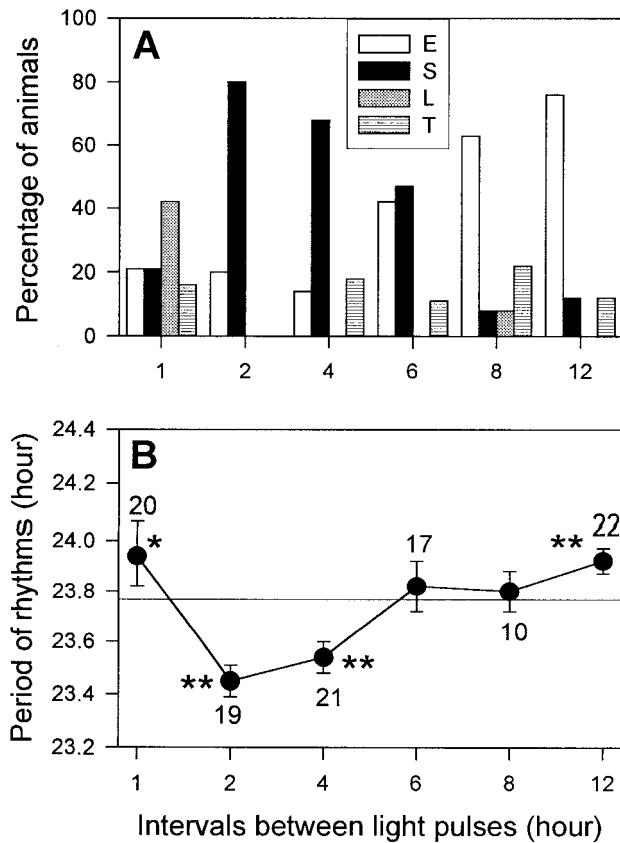 A
E
S
L
T
Percentage of animals
100
80
60
40
20
0
1 2 4 6 8 12
B
Period of rhythms (hour)
24.4
24.2
24.0
23.8
23.6
23.4
23.2
20
*
**
19
**
21
17
10
**
22
1 2 4 6 8 12
Intervals between light pulses (hour)